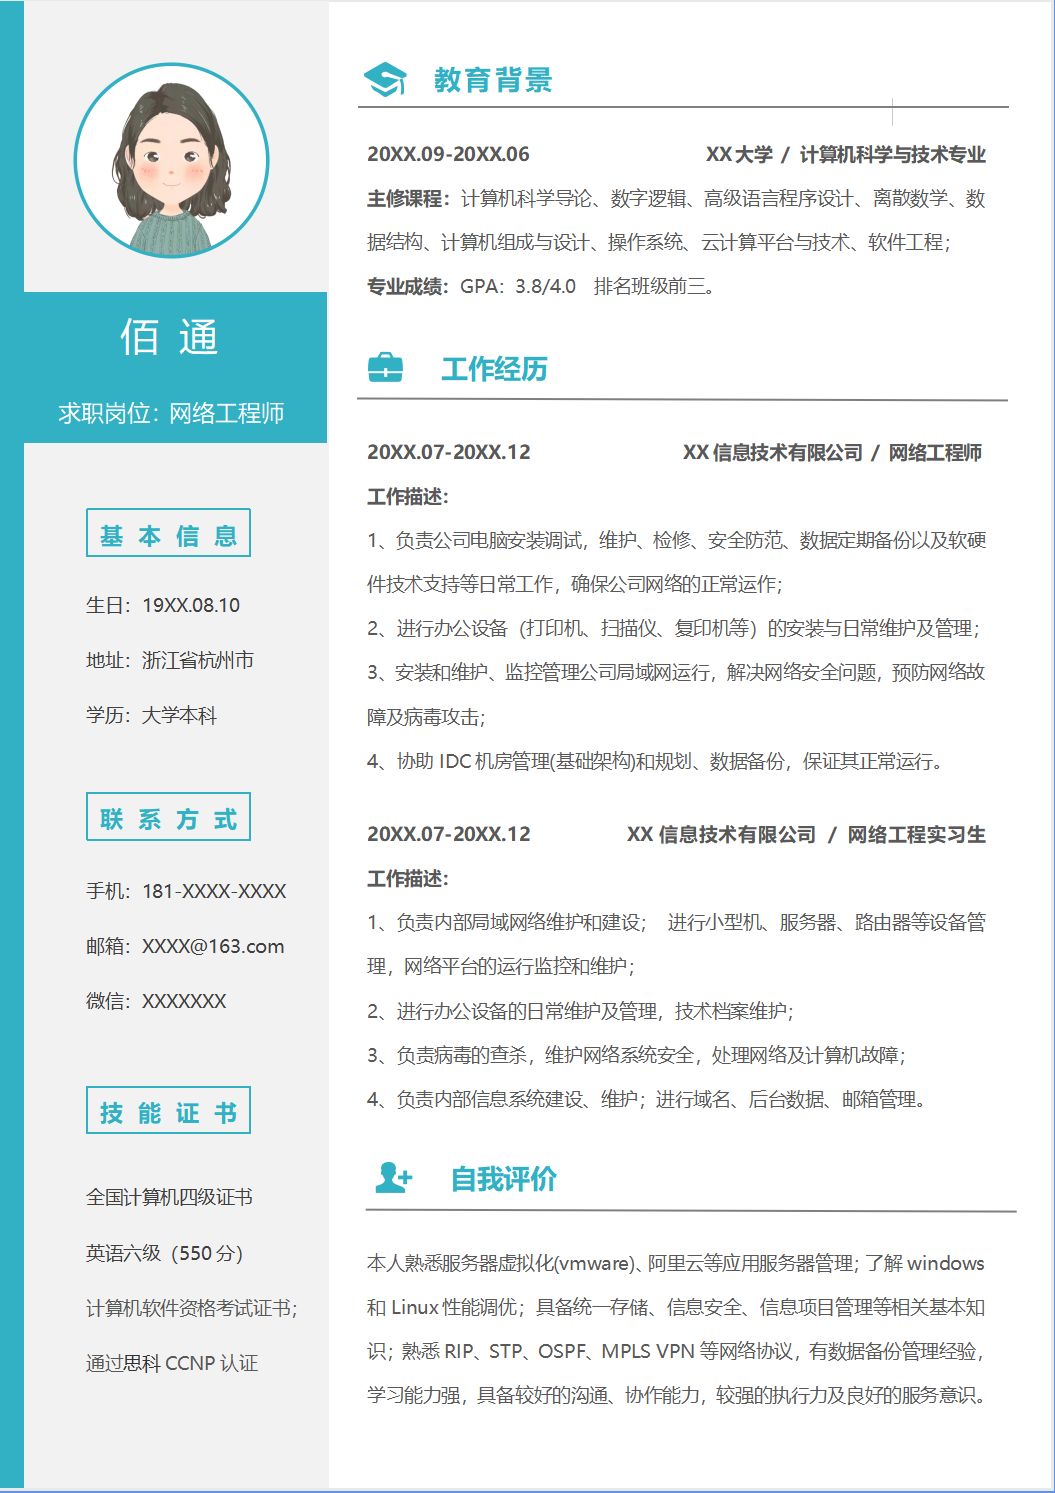 佰 通
求职岗位：网络工程师
基 本 信 息
生日：19XX.08.10
地址：浙江省杭州市
学历：大学本科
联 系 方 式
手机：181-XXXX-XXXX
邮箱：XXXX@163.com
微信：XXXXXXX
技 能 证 书
全国计算机四级证书
英语六级（550 分）
计算机软件资格考试证书；
通过思科 CCNP 认证
教育背景
20XX.09-20XX.06 XX 大学 / 计算机科学与技术专业
主修课程：计算机科学导论、数字逻辑、高级语言程序设计、离散数学、数
据结构、计算机组成与设计、操作系统、云计算平台与技术、软件工程；
专业成绩：GPA：3.8/4.0 排名班级前三。
工作经历
20XX.07-20XX.12 XX 信息技术有限公司 / 网络工程师
工作描述：
1、负责公司电脑安装调试，维护、检修、安全防范、数据定期备份以及软硬
件技术支持等日常工作，确保公司网络的正常运作；
2、进行办公设备（打印机、扫描仪、复印机等）的安装与日常维护及管理；
3、安装和维护、监控管理公司局域网运行，解决网络安全问题，预防网络故
障及病毒攻击；
4、协助 IDC 机房管理(基础架构)和规划、数据备份，保证其正常运行。
20XX.07-20XX.12 XX 信息技术有限公司 / 网络工程实习生
工作描述：
1、负责内部局域网络维护和建设； 进行小型机、服务器、路由器等设备管
理，网络平台的运行监控和维护；
2、进行办公设备的日常维护及管理，技术档案维护；
3、负责病毒的查杀，维护网络系统安全，处理网络及计算机故障；
4、负责内部信息系统建设、维护；进行域名、后台数据、邮箱管理。
自我评价
本人熟悉服务器虚拟化(vmware)、阿里云等应用服务器管理；了解 windows
和 Linux 性能调优；具备统一存储、信息安全、信息项目管理等相关基本知
识；熟悉 RIP、STP、OSPF、MPLS VPN 等网络协议，有数据备份管理经验，
学习能力强，具备较好的沟通、协作能力，较强的执行力及良好的服务意识。